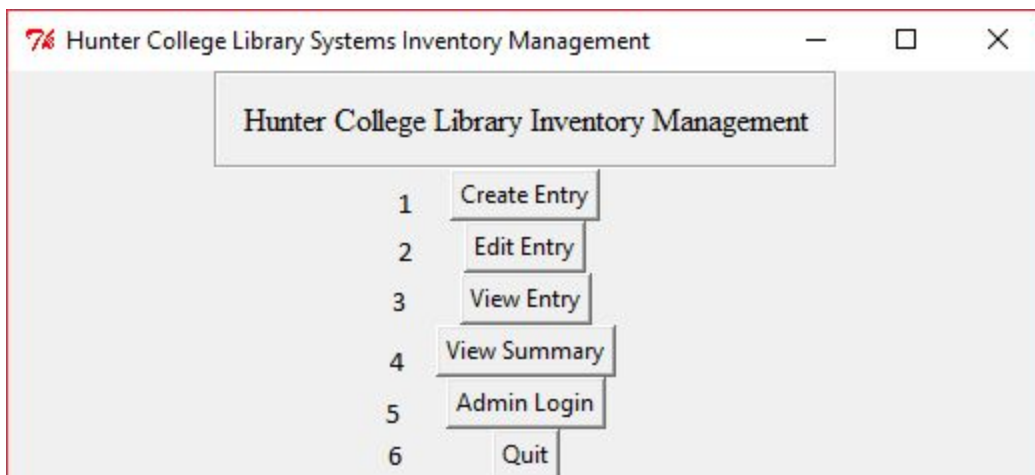 Hunter College Library Systems Inventory Management
Hunter College Library Inventory Management
1 Create Entry
2 Edit Entry
3 View Entry
4 View Summary
5 Admin Login
6 Quit